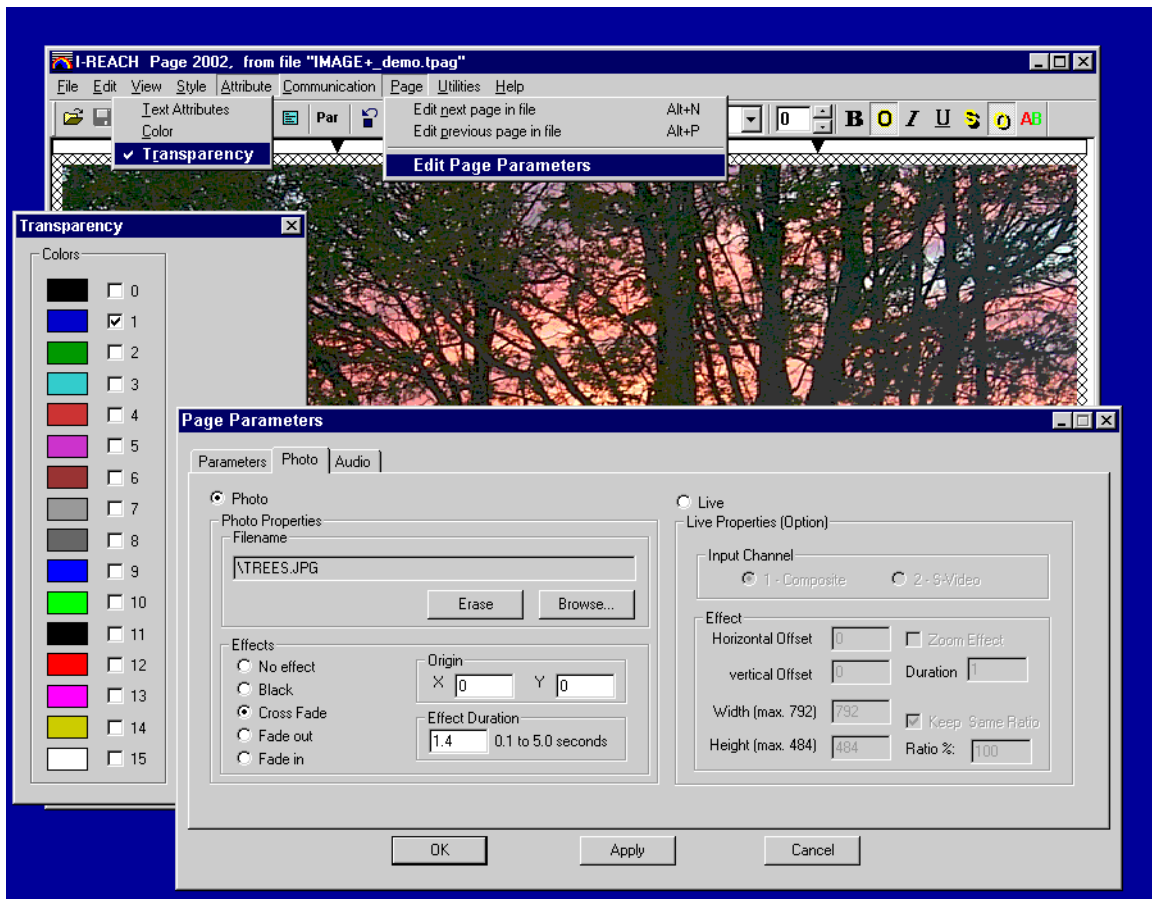 I-REACH Page 2002, from file "IMAGE+_demo.tpag"
File Edit View Style Attribute Communication Page Utilities Help
Text Attributes
Color
✓ Transparency
Par
Edit next page in file Alt+N
Edit previous page in file Alt+P
Edit Page Parameters
0 B O I U S O AB
Transparency
Colors
0
1
2
3
4
5
6
7
8
9
10
11
12
13
14
15
Page Parameters
Parameters Photo Audio
Photo
Photo Properties
Filename
\TREES.JPG
Erase Browse...
Effects
No effect
Black
Cross Fade
Fade out
Fade in
Origin
X 0 Y 0
Effect Duration
1.4 0.1 to 5.0 seconds
Live
Live Properties (Option)
Input Channel
1 - Composite 2 - S-Video
Effect
Horizontal Offset 0 Zoom Effect
vertical Offset 0 Duration 1
Width (max. 792) 792 Keep Same Ratio
Height (max. 484) 484 Ratio %: 100
OK Apply Cancel